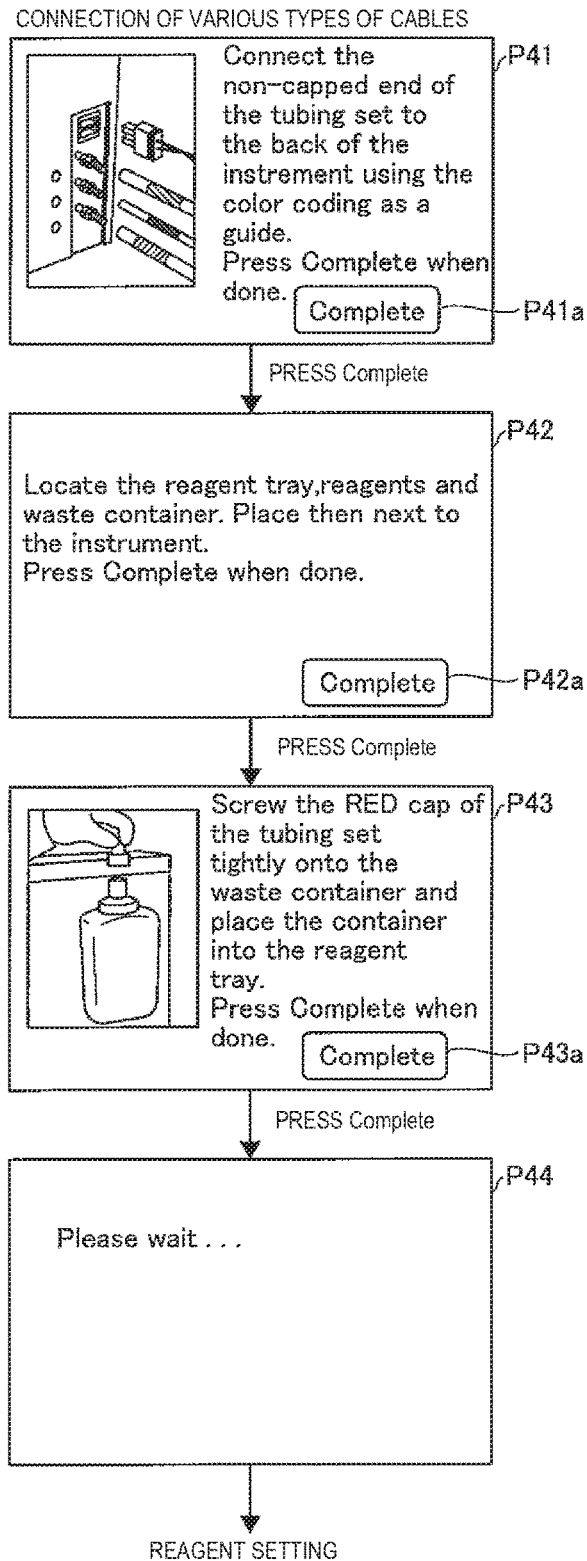 CONNECTION OF VARIOUS TYPES OF CABLES
P41
Connect the
non-capped end of
the tubing set to
the back of the
instrement using the
color coding as a
guide.
Press Complete when
done.
Complete
P41a
PRESS Complete
P42
Locate the reagent tray,reagents and
waste container. Place then next to
the instrument.
Press Complete when done.
Complete
P42a
PRESS Complete
P43
Screw the RED cap of
the tubing set
tightly onto the
waste container and
place the container
into the reagent
tray.
Press Complete when
done.
Complete
P43a
PRESS Complete
P44
Please wait . . .
REAGENT SETTING